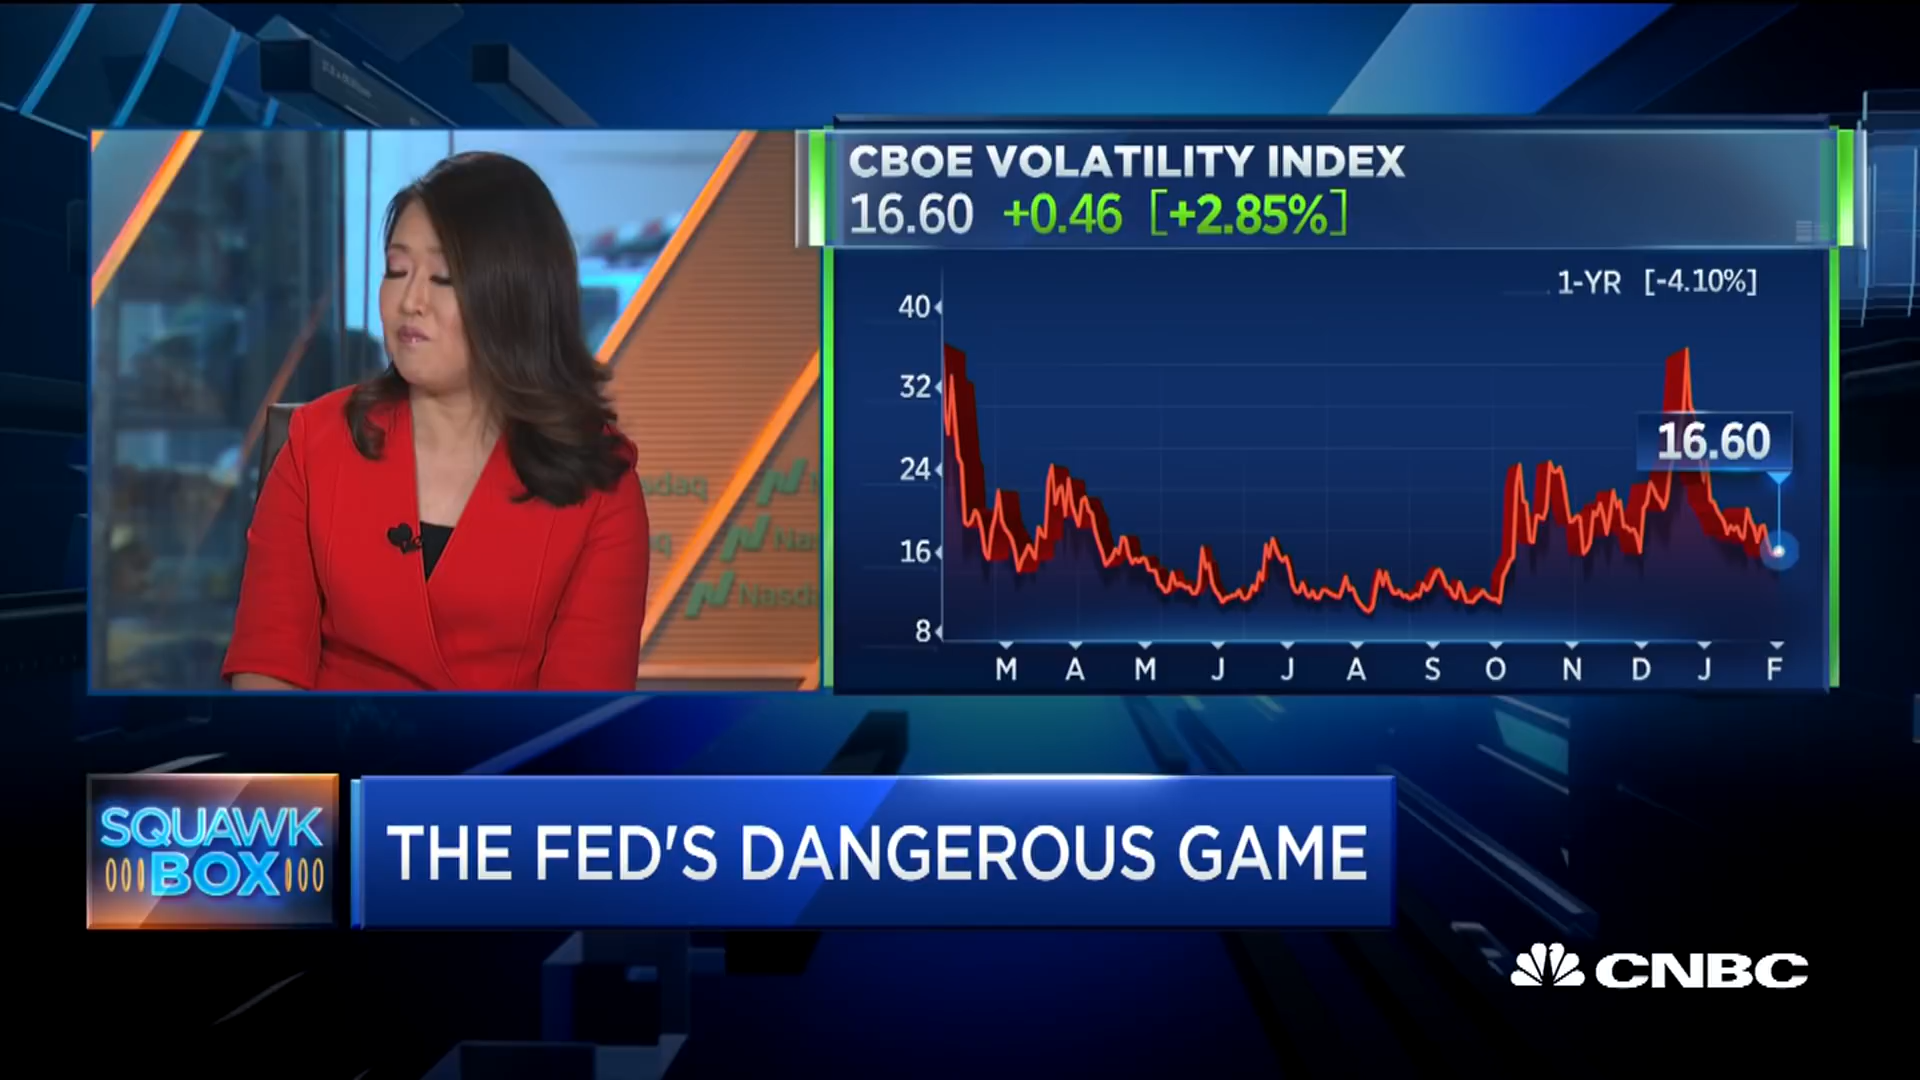 CBOE VOLATILITY INDEX
16.60 +0.46 [+2.85%]
1-YR [-4.10%]
40
32
24
16
8
16.60
M A M J J A S O N D J F
Nasdaq
SQUAWK
BOX
THE FED'S DANGEROUS GAME
CNBC